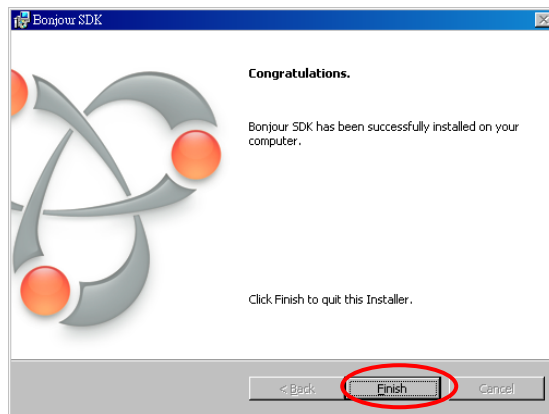 Bonjour SDK
Congratulations.
Bonjour SDK has been successfully installed on your
computer.
Click Finish to quit this Installer.
< Back
Finish
Cancel